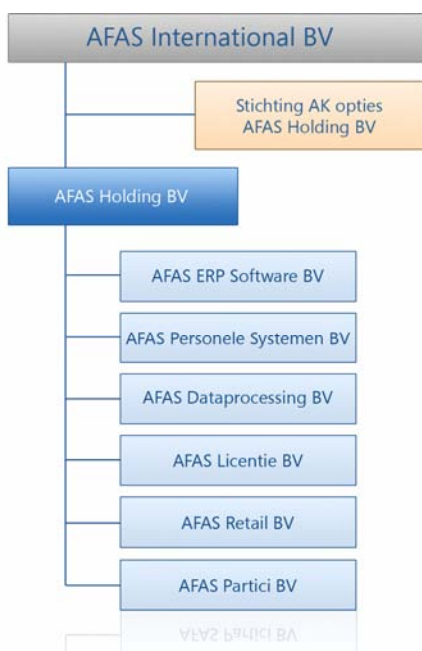 AFAS International BV
Stichting AK opties
AFAS Holding BV
AFAS Holding BV
AFAS ERP Software BV
AFAS Personele Systemen BV
AFAS Dataprocessing BV
AFAS Licentie BV
AFAS Retail BV
AFAS Partici BV